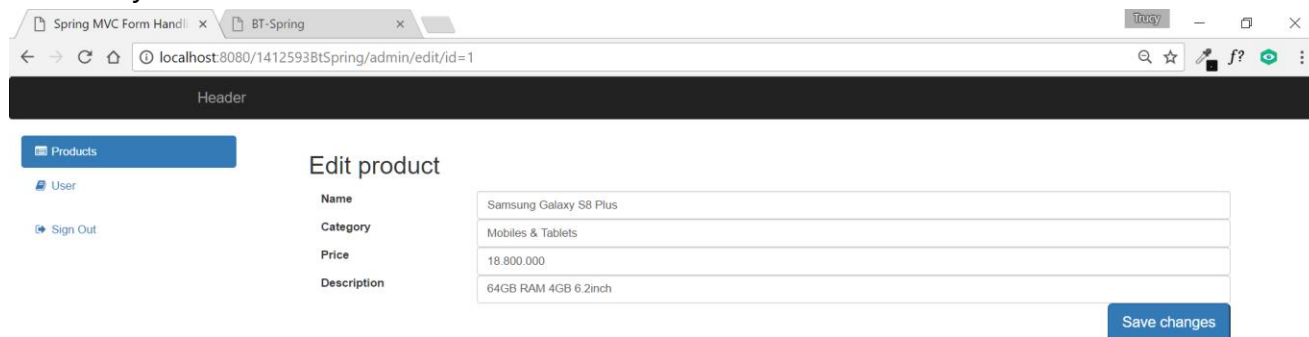 Spring MVC Form Handli
BT-Spring
Trucy
localhost:8080/1412593BtSpring/admin/edit/id=1
f?
Header
Products
User
Sign Out
Edit product
Name
Samsung Galaxy S8 Plus
Category
Mobiles & Tablets
Price
18.800.000
Description
64GB RAM 4GB 6.2inch
Save changes